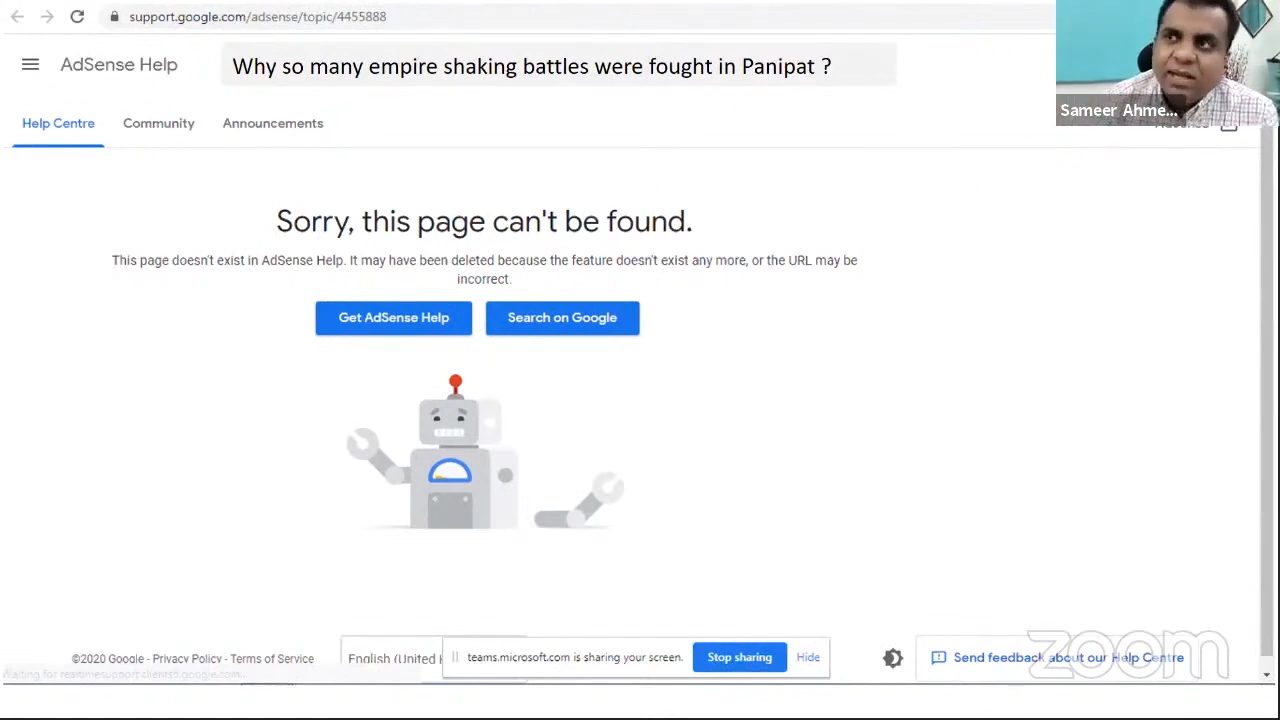 support.google.com/adsense/topic/4455888
AdSense Help
Why so many empire shaking battles were fought in Panipat ?
Sameer Ahme...
Help Centre
Community
Announcements
Sorry, this page can't be found.
This page doesn't exist in AdSense Help. It may have been deleted because the feature doesn't exist any more, or the URL may be
incorrect.
Get AdSense Help
Search on Google
©2020 Google - Privacy Policy - Terms of Service
English (United
teams.microsoft.com is sharing your screen.
Stop sharing
Hide
Send feedback about our Help Centre
zoom